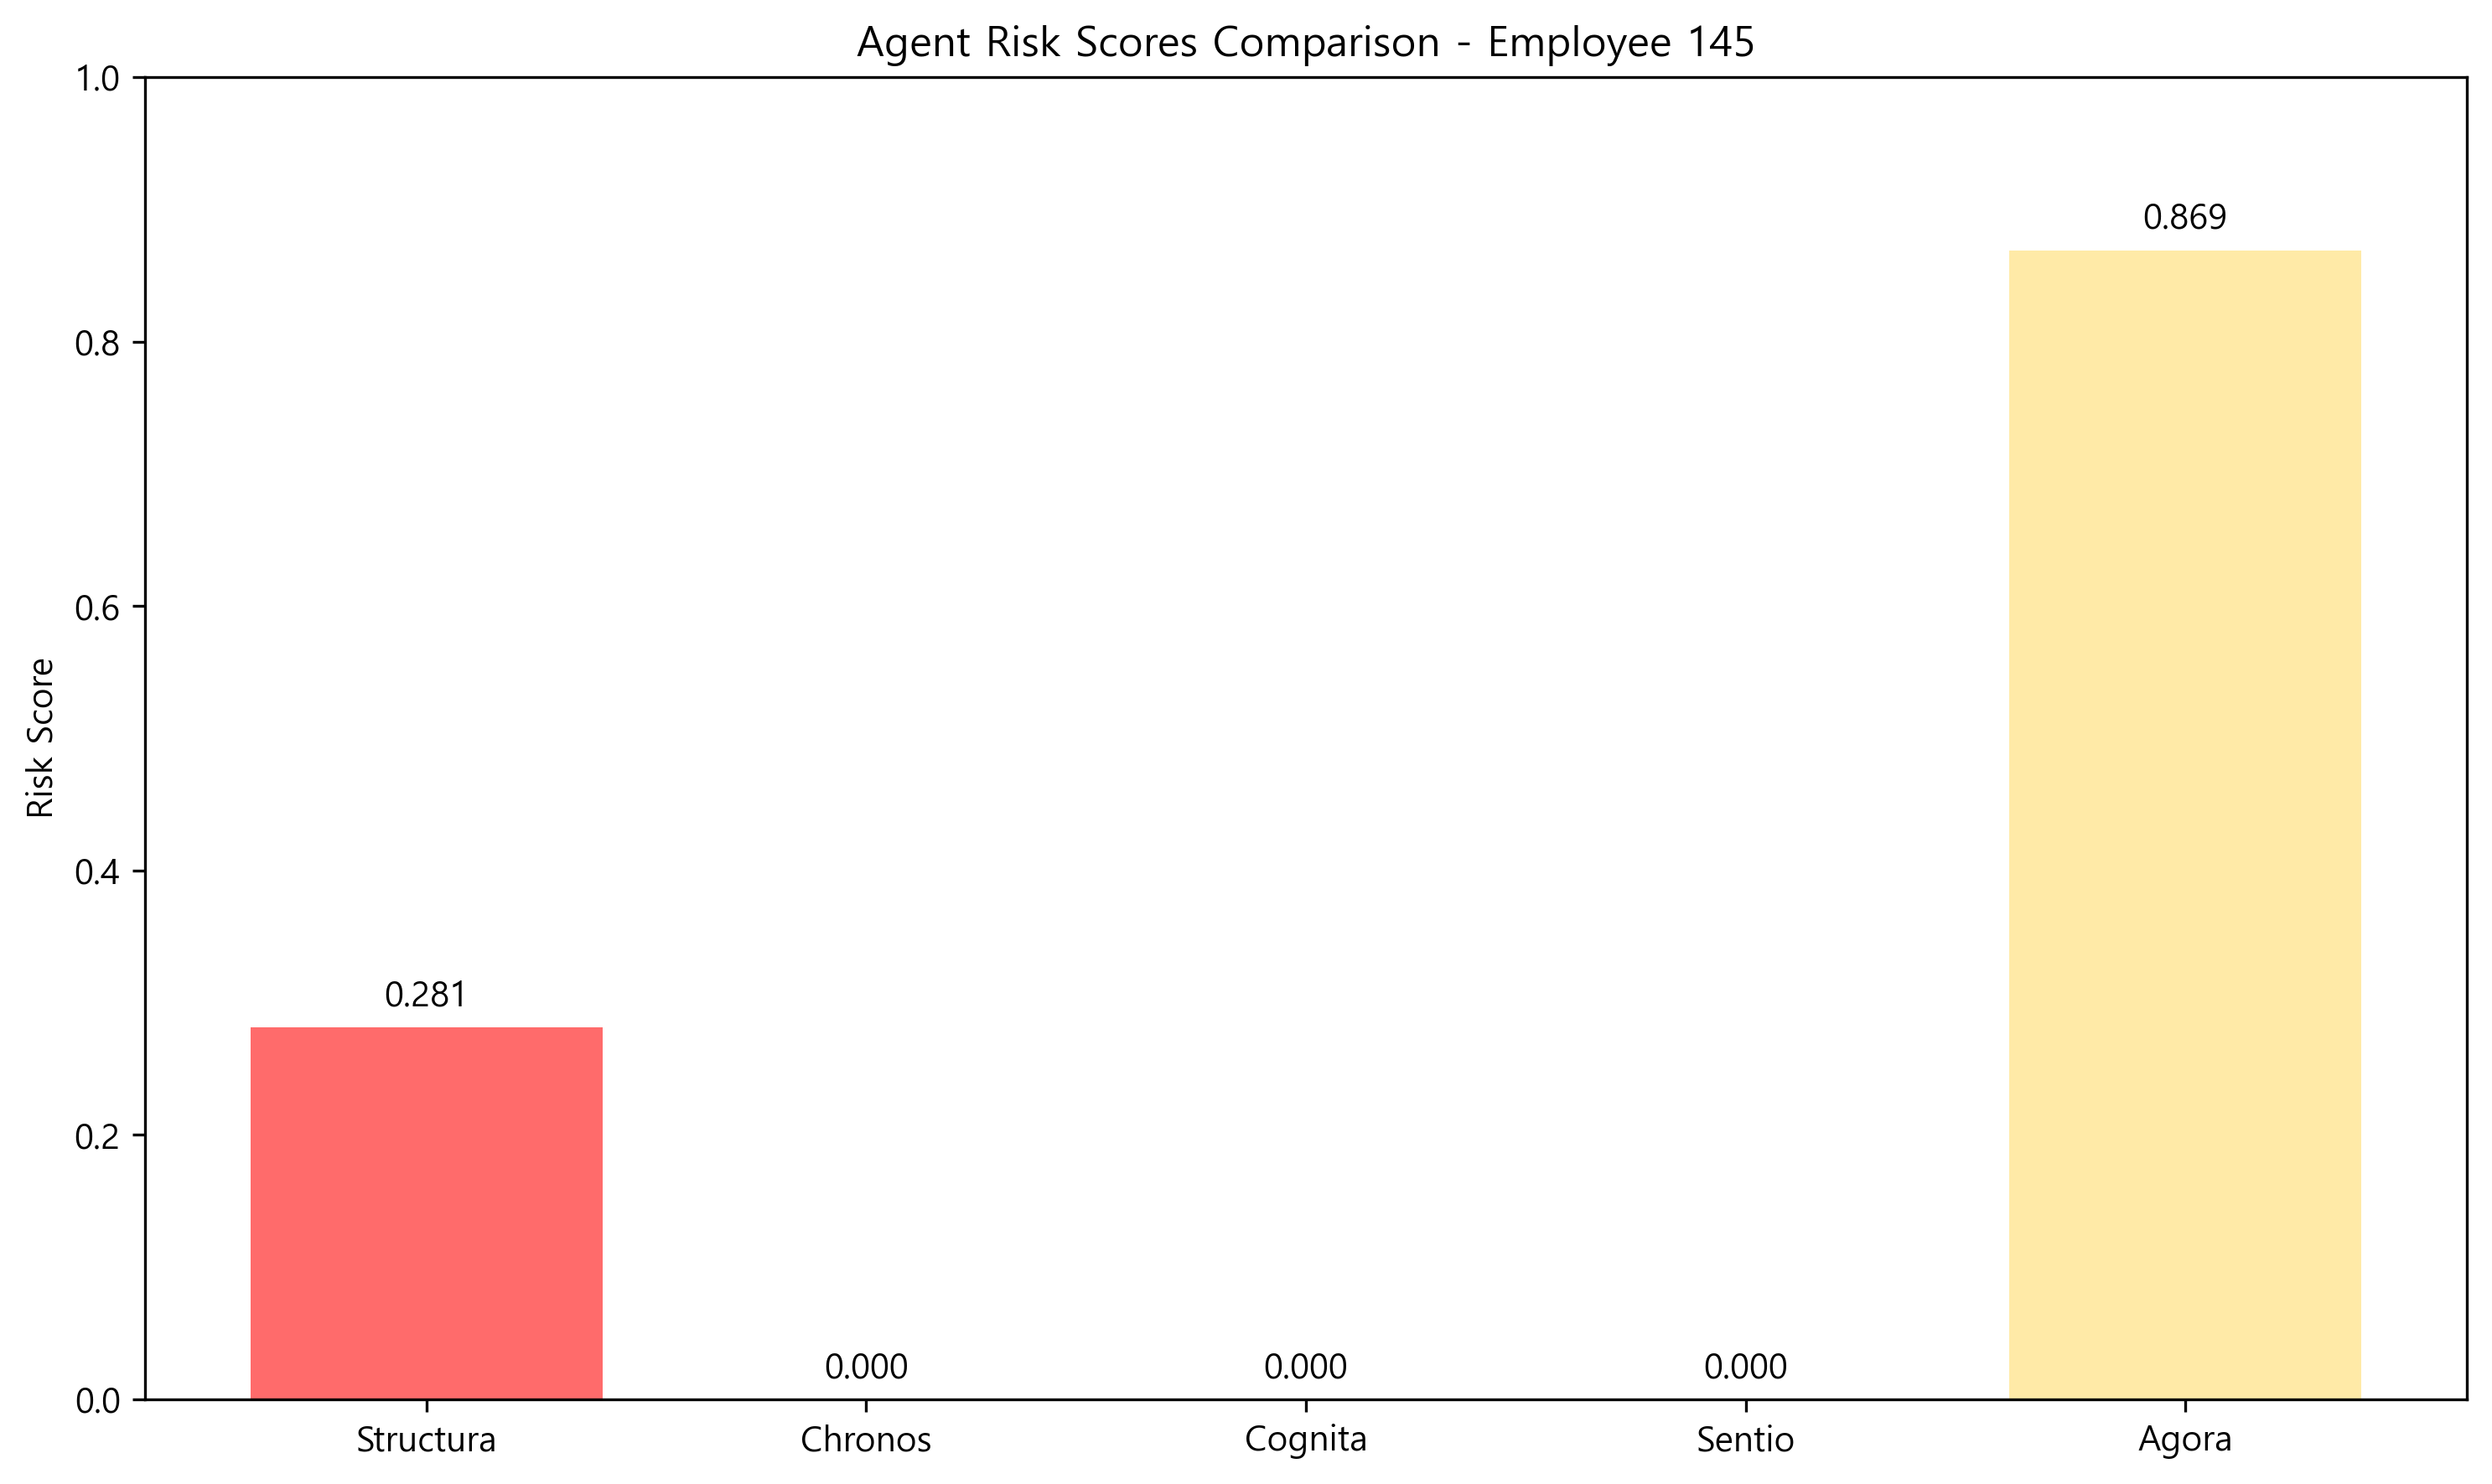 Agent Risk Scores Comparison - Employee 145
1.0
0.8
0.6
0.4
0.2
0.0
Risk Score
0.281
0.000
0.000
0.000
0.869
Structura
Chronos
Cognita
Sentio
Agora